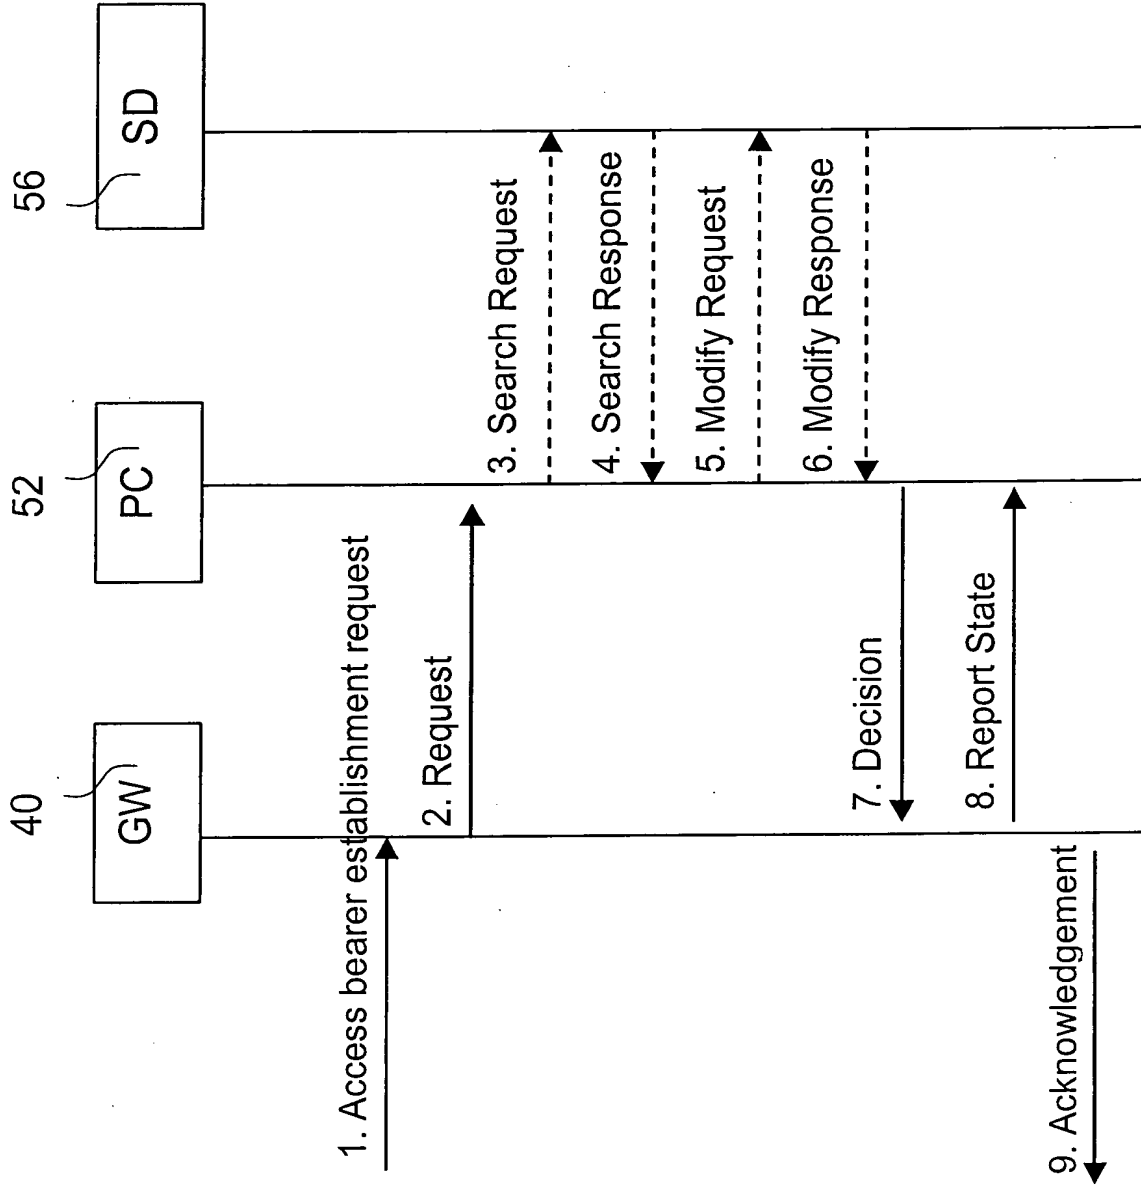 40
52
56
GW
PC
SD
1. Access bearer establishment request
2. Request
3. Search Request
4. Search Response
5. Modify Request
6. Modify Response
7. Decision
8. Report State
9. Acknowledgement